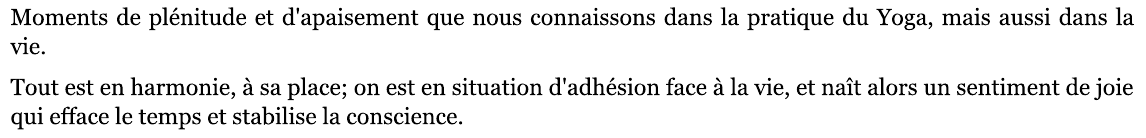 Moments de plénitude et d'apaisement que nous connaissons dans la pratique du Yoga, mais aussi dans la
vie.
Tout est en harmonie, à sa place; on est en situation d'adhésion face à la vie, et naît alors un sentiment de joie
qui efface le temps et stabilise la conscience.